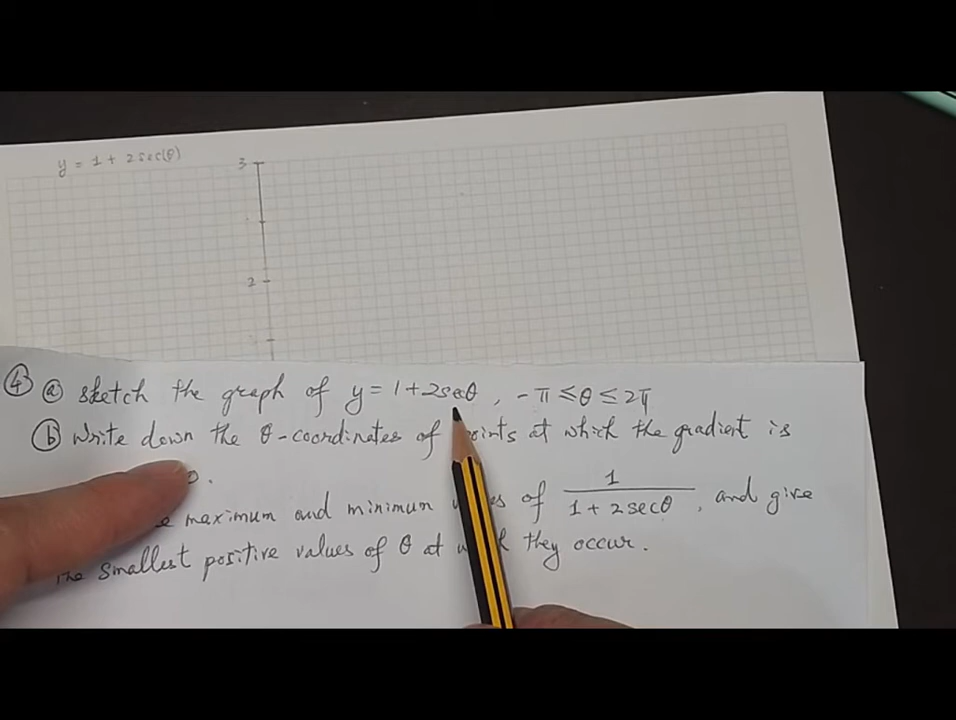 y = 1 + 2 sec(θ)
3
2
④ ⓐ sketch the graph of y = 1 + 2secθ , -π ≤ θ ≤ 2π
ⓑ Write down the θ-coordinates of points at which the gradient is
maximum and minimum of 1/(1 + 2secθ) , and give
the smallest positive values of θ at they occur.